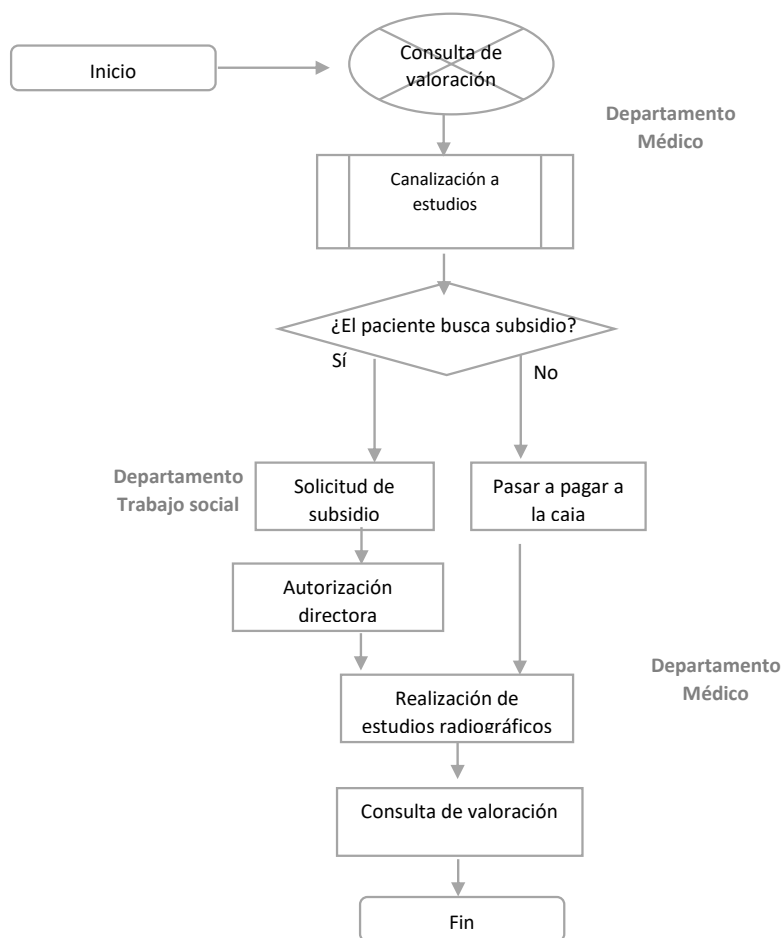 Inicio
Consulta de
valoración
Departamento
Médico
Canalización a
estudios
¿El paciente busca subsidio?
Sí
No
Departamento
Trabajo social
Solicitud de
subsidio
Pasar a pagar a
la caia
Autorización
directora
Departamento
Médico
Realización de
estudios radiográficos
Consulta de valoración
Fin